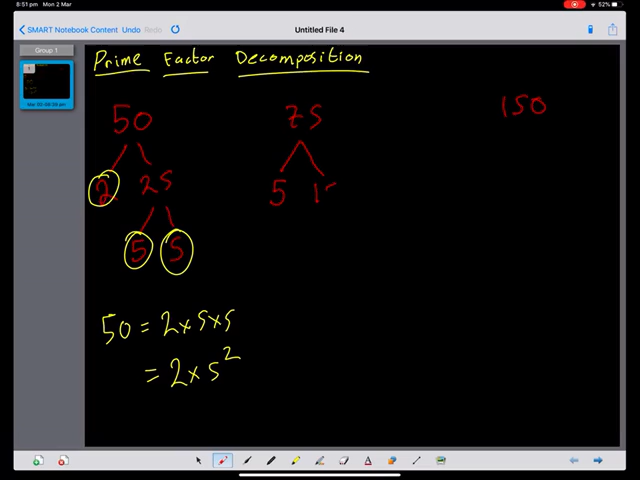 8:51 pm Mon 2 Mar
52%
SMART Notebook Content Undo Redo
Untitled File 4
Group 1
Prime Factor Decomposition
50 75 150
2 25 5 1
5 5
50 = 2 × 5 × 5
= 2 × 5²